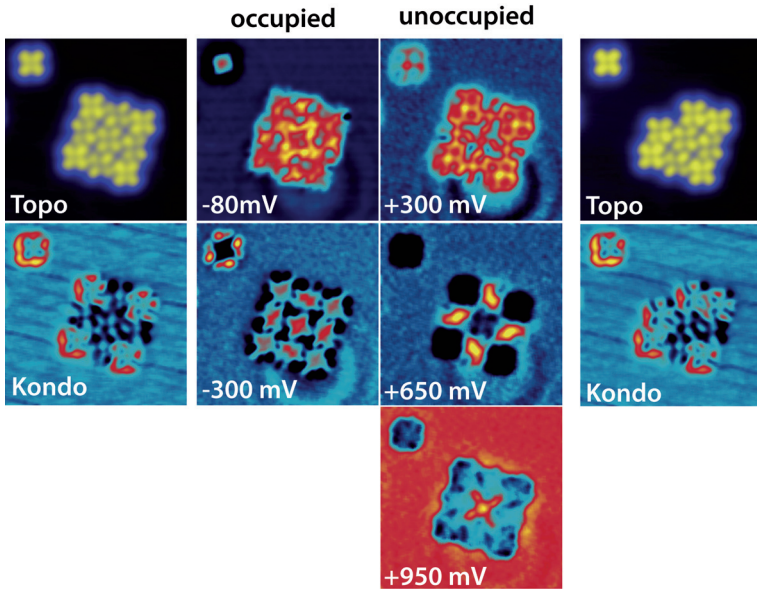 occupied unoccupied
Topo -80mV +300 mV Topo
Kondo -300 mV +650 mV Kondo
+950 mV